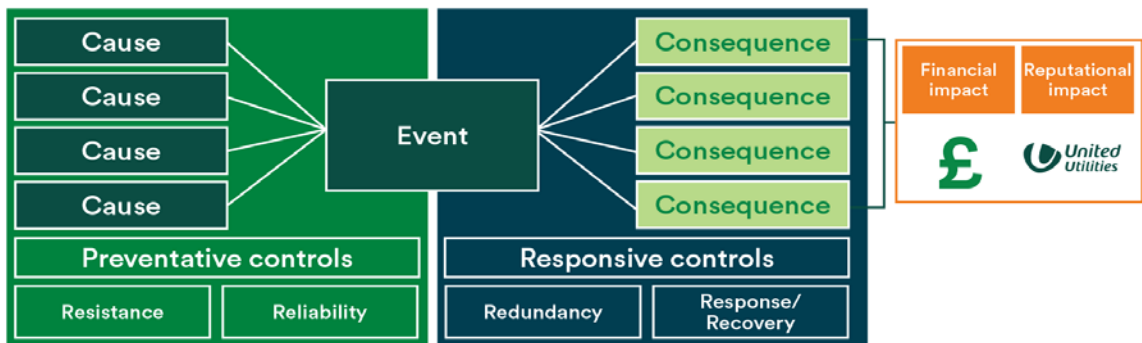 Cause
Cause
Cause
Cause
Event
Consequence
Consequence
Consequence
Consequence
Financial
impact
Reputational
impact
£
United
Utilities
Preventative controls
Resistance
Reliability
Responsive controls
Redundancy
Response/
Recovery